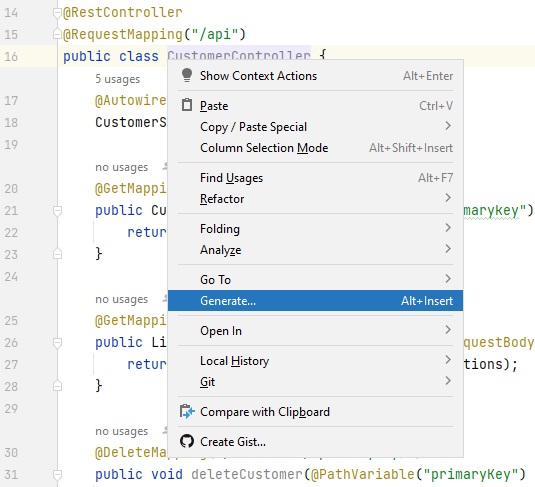 14 @RestController
15 @RequestMapping("/api")
16 public class CustomerController {
5 usages
Show Context Actions Alt+Enter
17 @Autowire
Paste Ctrl+V
18 CustomerS
Copy / Paste Special
19
Column Selection Mode Alt+Shift+Insert
no usages
Find Usages Alt+F7
20 @GetMappi
Refactor
21 public Cu marykey")
22 return
Folding
23 }
Analyze
24
Go To
no usages
Generate... Alt+Insert
25 @GetMappi
Open In
26 public Li questBody
27 return tions);
Local History
28 }
Git
29
Compare with Clipboard
no usages
Create Gist...
30 @DeleteMapping
31 public void deleteCustomer(@PathVariable("primaryKey")